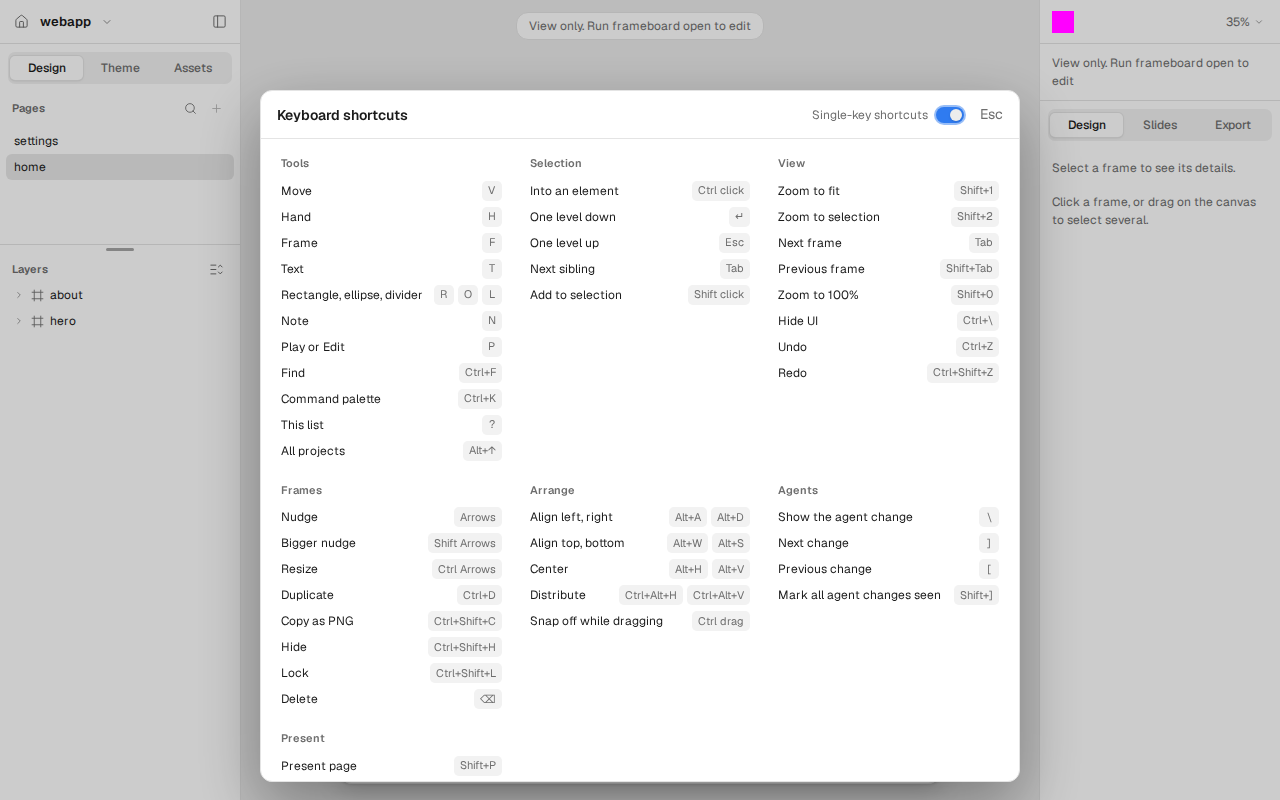 webapp
View only. Run frameboard open to edit
35%
Design
Theme
Assets
Pages
settings
home
Layers
about
hero
Keyboard shortcuts
Single-key shortcuts
Esc
Tools
Move V
Hand H
Frame F
Text T
Rectangle, ellipse, divider R O L
Note N
Play or Edit P
Find Ctrl+F
Command palette Ctrl+K
This list ?
All projects Alt+↑
Selection
Into an element Ctrl click
One level down ↵
One level up Esc
Next sibling Tab
Add to selection Shift click
View
Zoom to fit Shift+1
Zoom to selection Shift+2
Next frame Tab
Previous frame Shift+Tab
Zoom to 100% Shift+0
Hide UI Ctrl+\
Undo Ctrl+Z
Redo Ctrl+Shift+Z
Frames
Nudge Arrows
Bigger nudge Shift Arrows
Resize Ctrl Arrows
Duplicate Ctrl+D
Copy as PNG Ctrl+Shift+C
Hide Ctrl+Shift+H
Lock Ctrl+Shift+L
Delete ⌫
Arrange
Align left, right Alt+A Alt+D
Align top, bottom Alt+W Alt+S
Center Alt+H Alt+V
Distribute Ctrl+Alt+H Ctrl+Alt+V
Snap off while dragging Ctrl drag
Agents
Show the agent change \
Next change ]
Previous change [
Mark all agent changes seen Shift+]
Present
Present page Shift+P
View only. Run frameboard open to
edit
Design
Slides
Export
Select a frame to see its details.
Click a frame, or drag on the canvas
to select several.